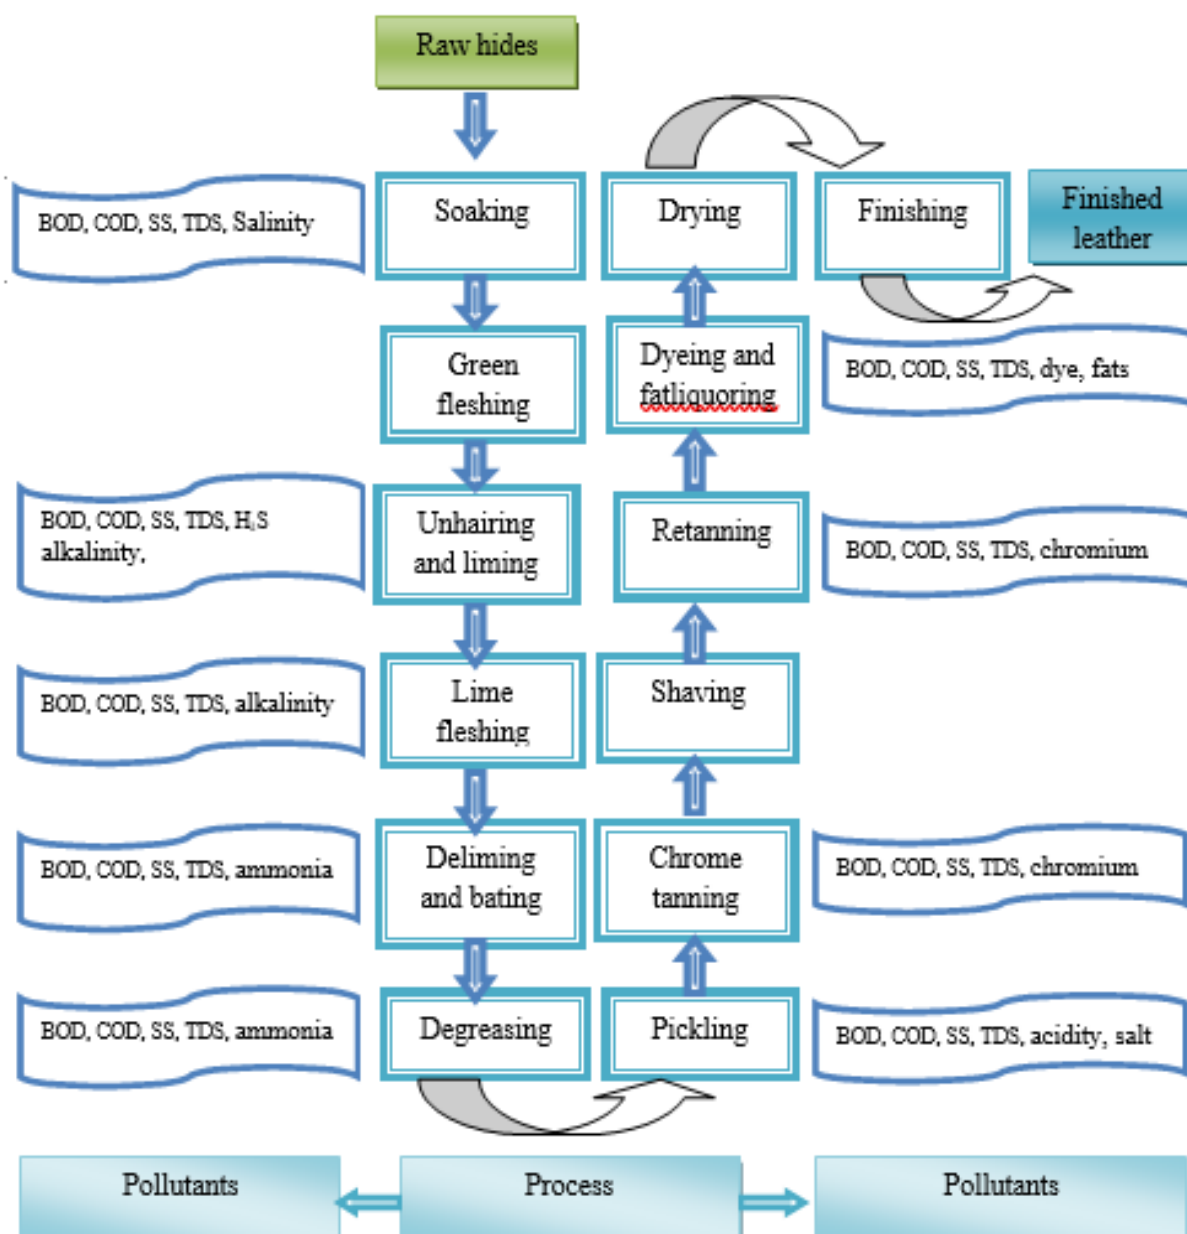 Raw hides
BOD, COD, SS, TDS, Salinity
Soaking
Drying
Finishing
Finished
leather
Green
fleshing
Dyeing and
fatliquoring
BOD, COD, SS, TDS, dye, fats
BOD, COD, SS, TDS, H₂S
alkalinity,
Unhairing
and liming
Retanning
BOD, COD, SS, TDS, chromium
BOD, COD, SS, TDS, alkalinity
Lime
fleshing
Shaving
BOD, COD, SS, TDS, ammonia
Deliming
and bating
Chrome
tanning
BOD, COD, SS, TDS, chromium
BOD, COD, SS, TDS, ammonia
Degreasing
Pickling
BOD, COD, SS, TDS, acidity, salt
Pollutants
Process
Pollutants